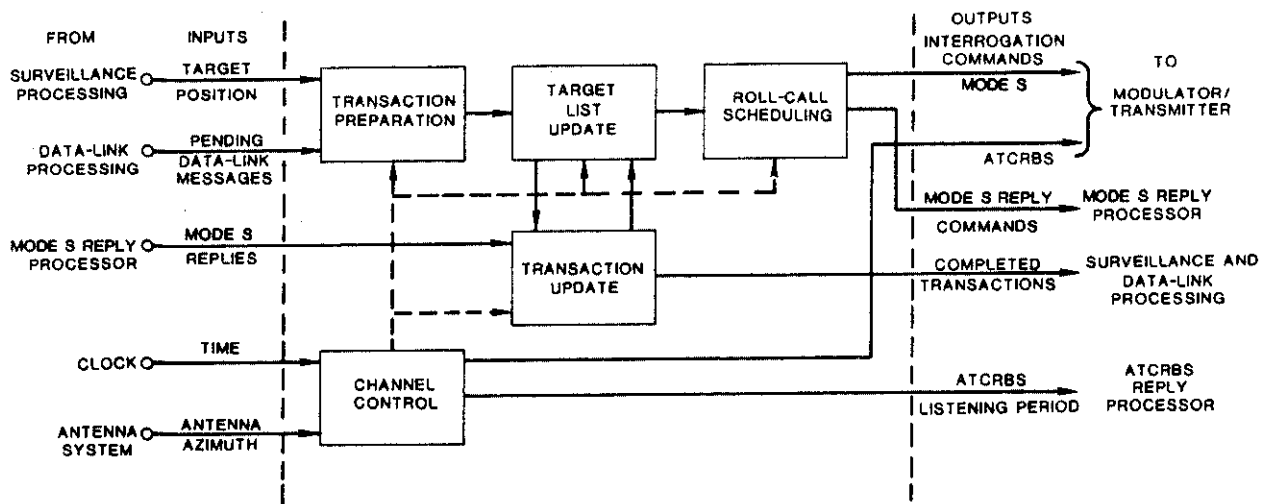 FROM
INPUTS
OUTPUTS
SURVEILLANCE
PROCESSING
TARGET
POSITION
DATA-LINK
PROCESSING
PENDING
DATA-LINK
MESSAGES
MODE S REPLY
PROCESSOR
MODE S
REPLIES
CLOCK
TIME
ANTENNA
SYSTEM
ANTENNA
AZIMUTH
TRANSACTION
PREPARATION
TARGET
LIST
UPDATE
ROLL-CALL
SCHEDULING
TRANSACTION
UPDATE
CHANNEL
CONTROL
INTERROGATION
COMMANDS
MODE S
ATCRBS
TO
MODULATOR/
TRANSMITTER
MODE S REPLY
COMMANDS
MODE S REPLY
PROCESSOR
COMPLETED
TRANSACTIONS
SURVEILLANCE AND
DATA-LINK
PROCESSING
ATCRBS
LISTENING PERIOD
ATCRBS
REPLY
PROCESSOR